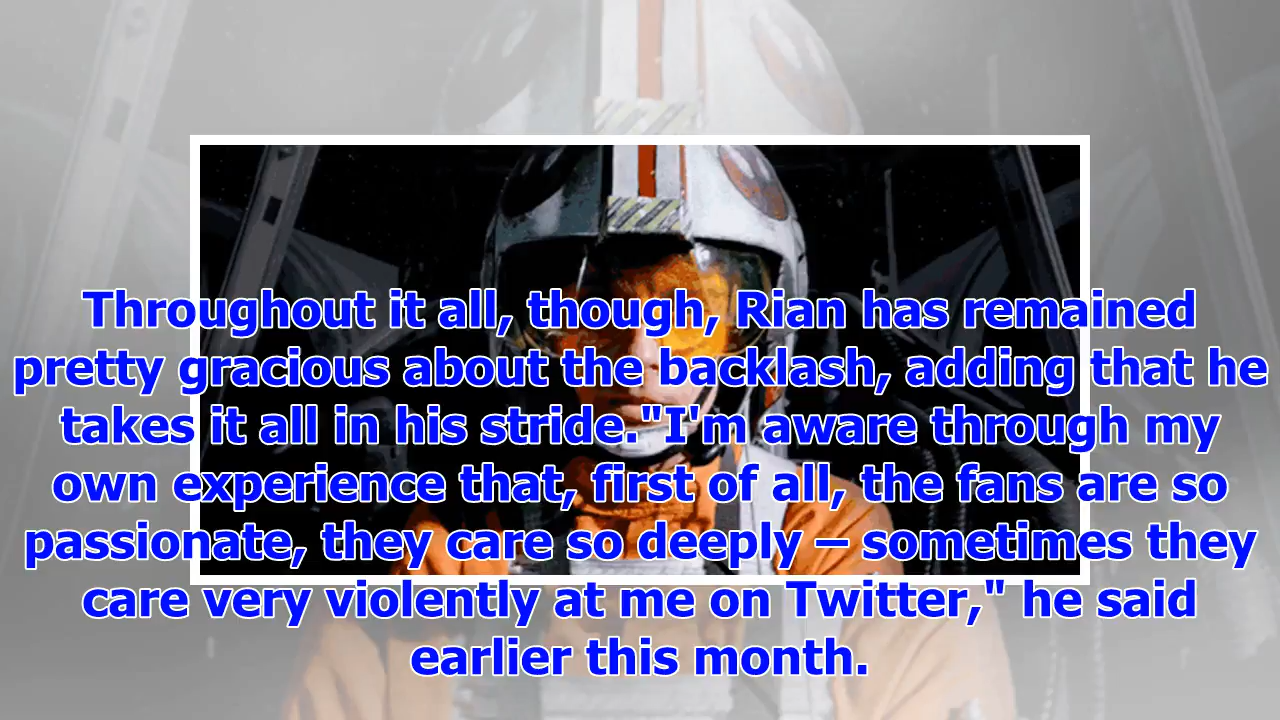 Throughout it all, though, Rian has remained
pretty gracious about the backlash, adding that he
takes it all in his stride."I'm aware through my
own experience that, first of all, the fans are so
passionate, they care so deeply – sometimes they
care very violently at me on Twitter," he said
earlier this month.